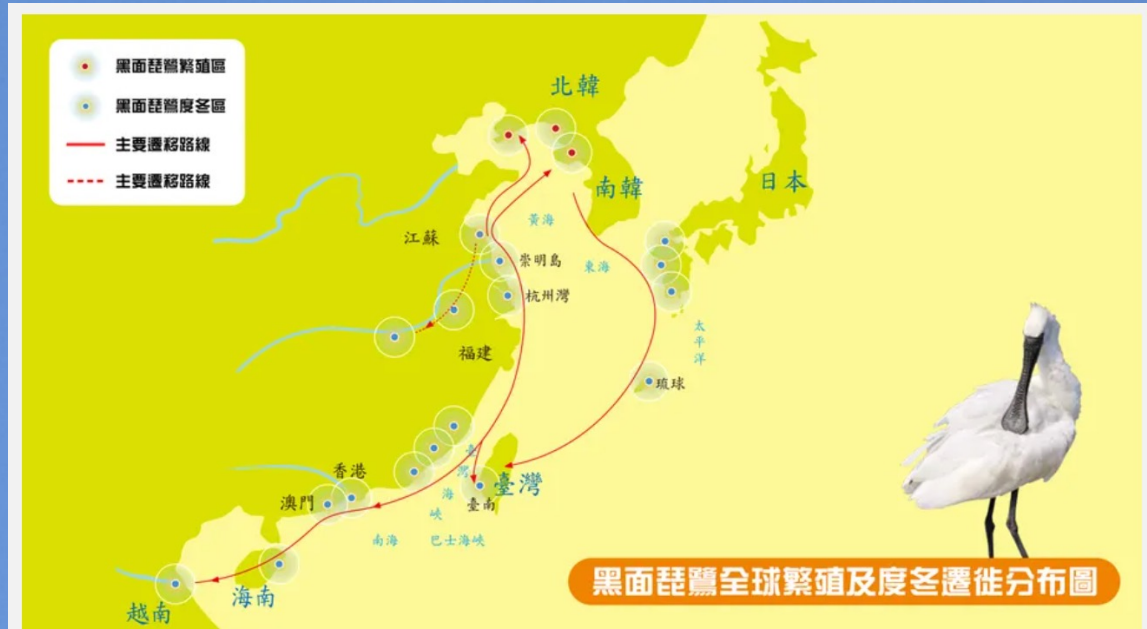 黑面琵鷺繁殖區
黑面琵鷺度冬區
主要遷移路線
主要遷移路線
北韓
南韓
日本
黃海
江蘇
崇明島
東海
杭州灣
太平洋
福建
琉球
臺灣海峽
香港
澳門
臺灣
臺南
南海
巴士海峽
海南
越南
黑面琵鷺全球繁殖及度冬遷徙分布圖